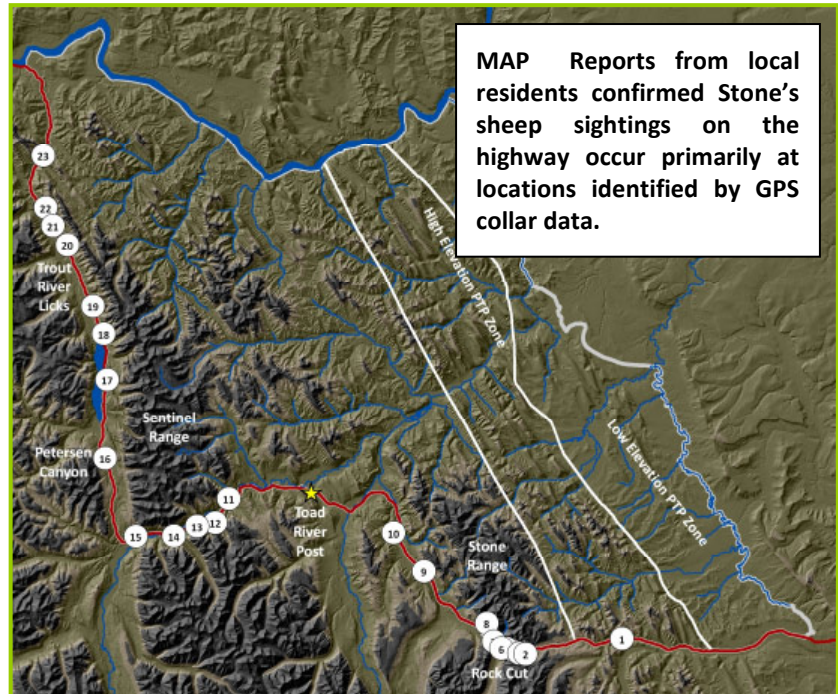 MAP Reports from local
residents confirmed Stone’s
sheep sightings on the
highway occur primarily at
locations identified by GPS
collar data.
23
22
21
20
Trout
River
Licks
19
18
17
Sentinel
Range
Petersen
Canyon
16
15
14
13
12
11
Toad
River
Post
10
9
Stone
Range
8
6
2
Rock Cut
1
High Elevation PTP Zone
Low Elevation PTP Zone